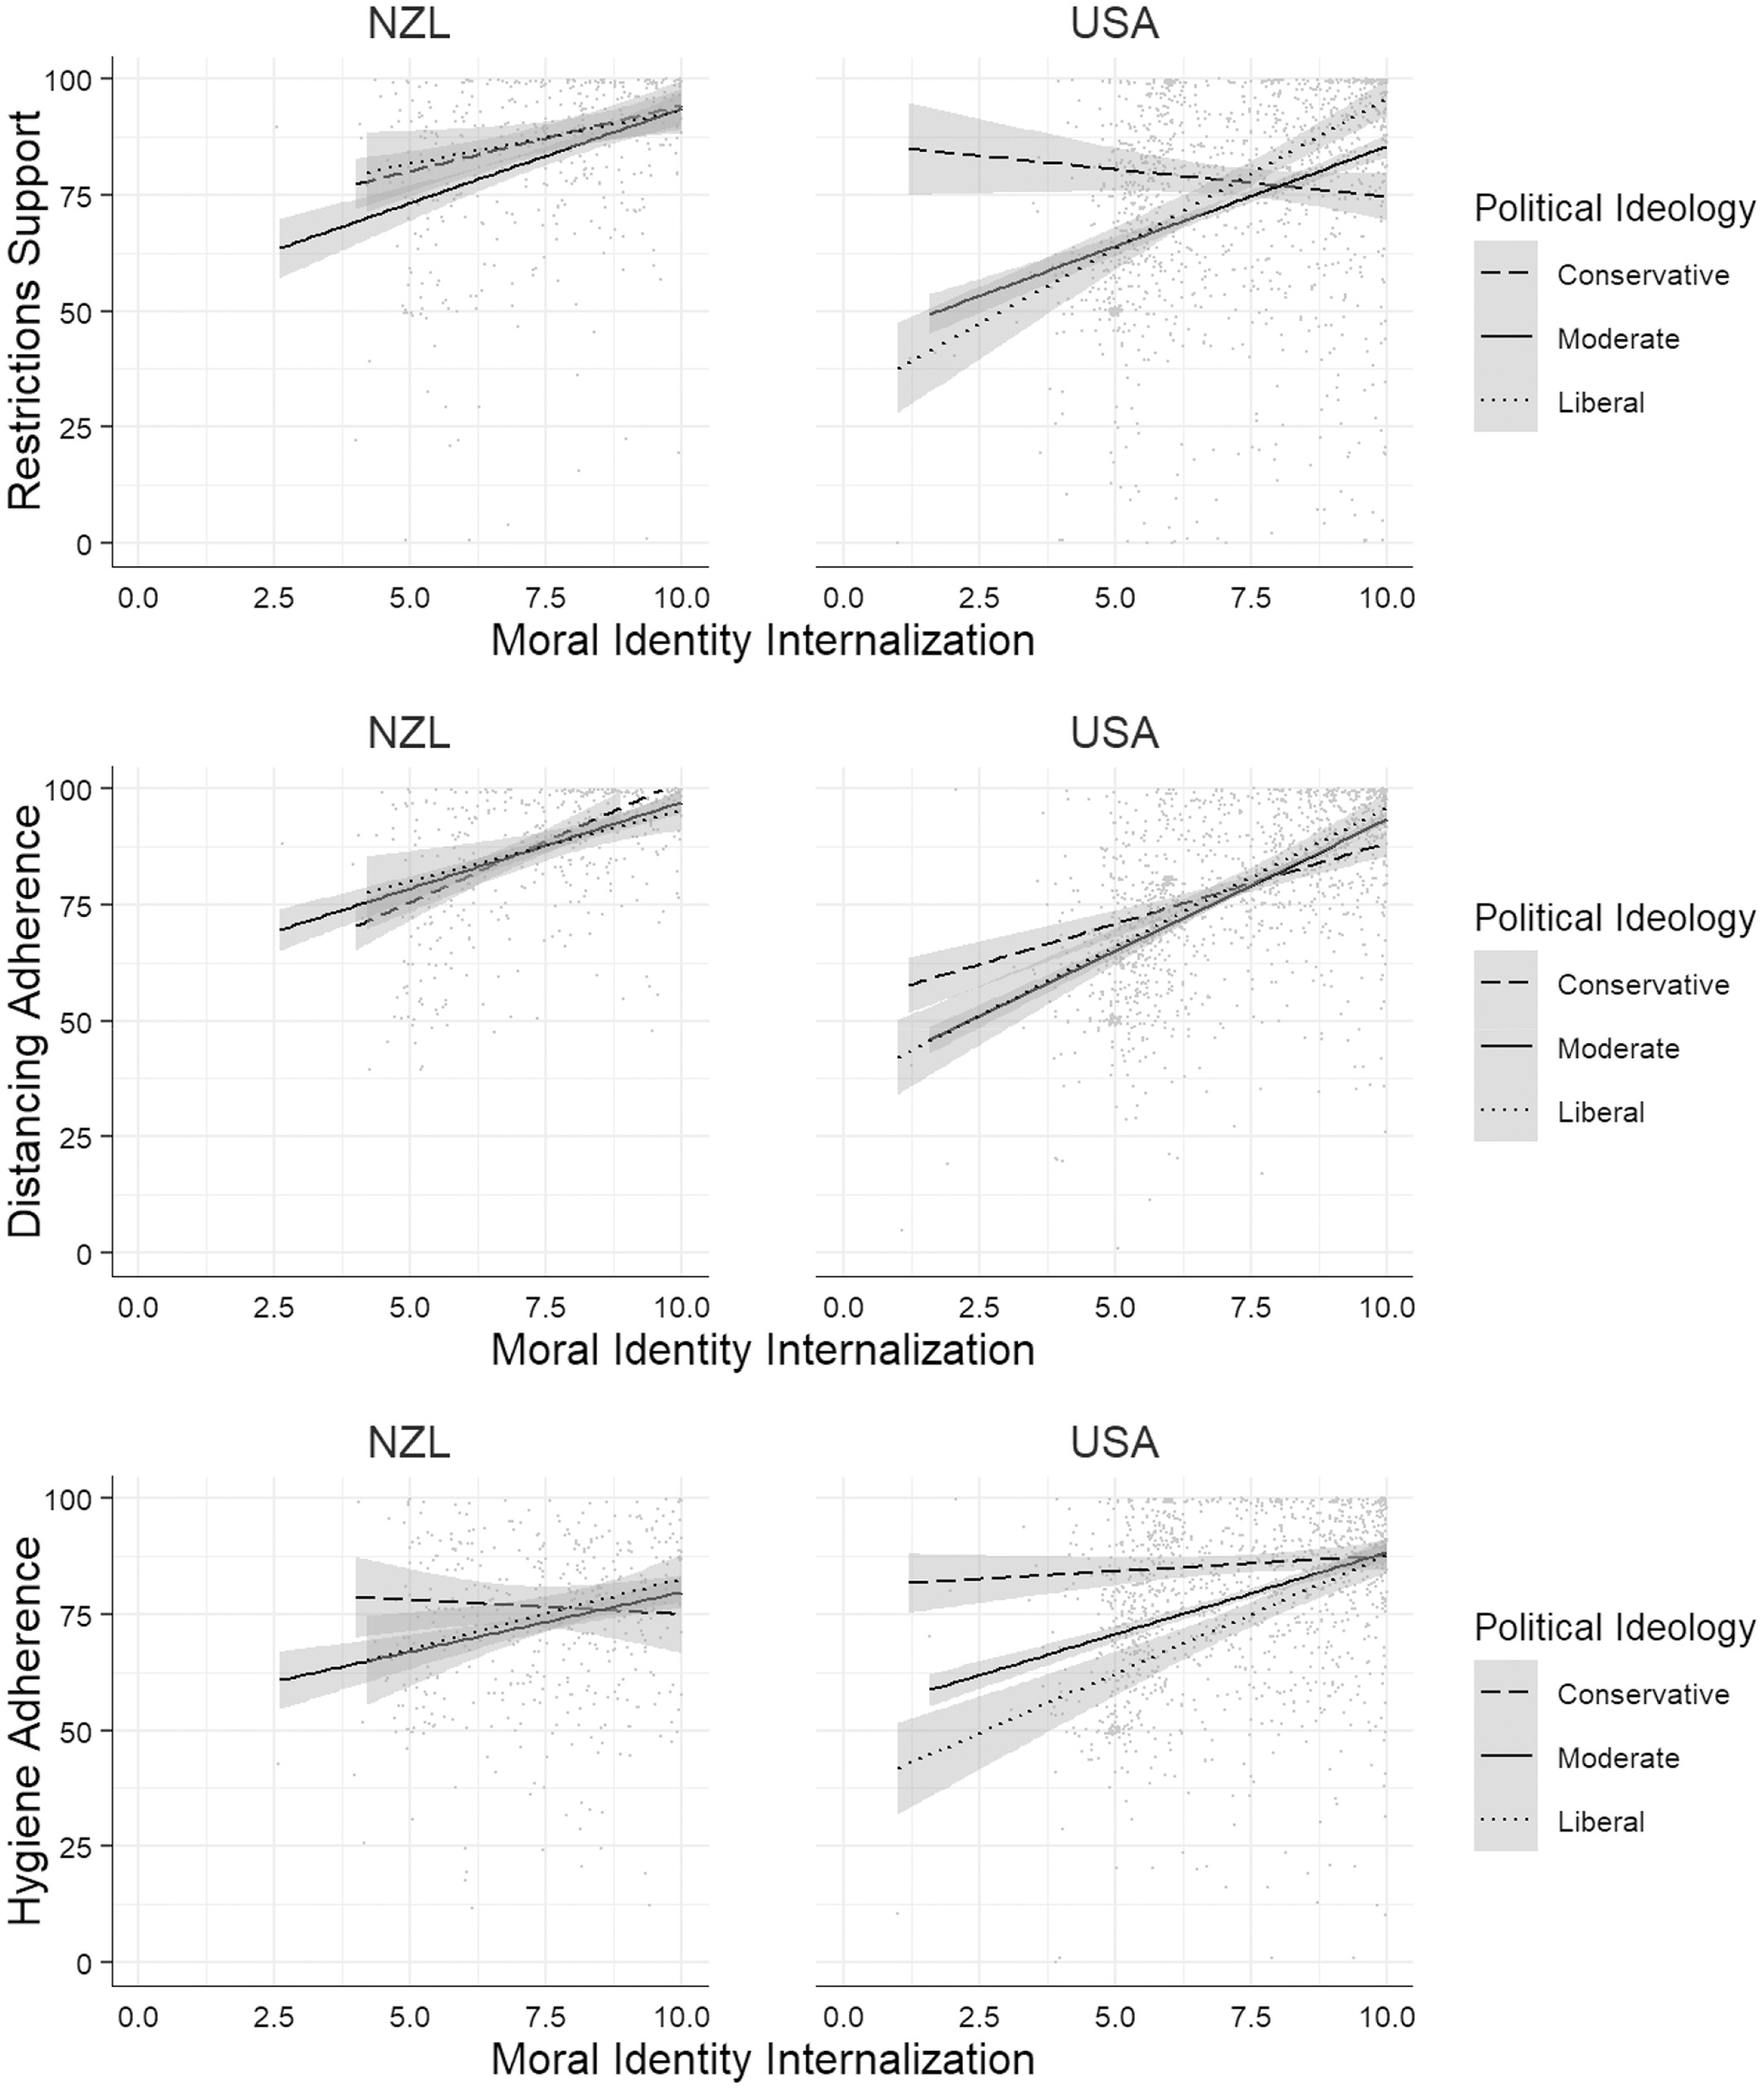 NZL USA
100
75
50
25
0
Restrictions Support
0.0 2.5 5.0 7.5 10.0 0.0 2.5 5.0 7.5 10.0
Moral Identity Internalization
Political Ideology
Conservative
Moderate
Liberal
NZL USA
100
75
50
25
0
Distancing Adherence
0.0 2.5 5.0 7.5 10.0 0.0 2.5 5.0 7.5 10.0
Moral Identity Internalization
Political Ideology
Conservative
Moderate
Liberal
NZL USA
100
75
50
25
0
Hygiene Adherence
0.0 2.5 5.0 7.5 10.0 0.0 2.5 5.0 7.5 10.0
Moral Identity Internalization
Political Ideology
Conservative
Moderate
Liberal